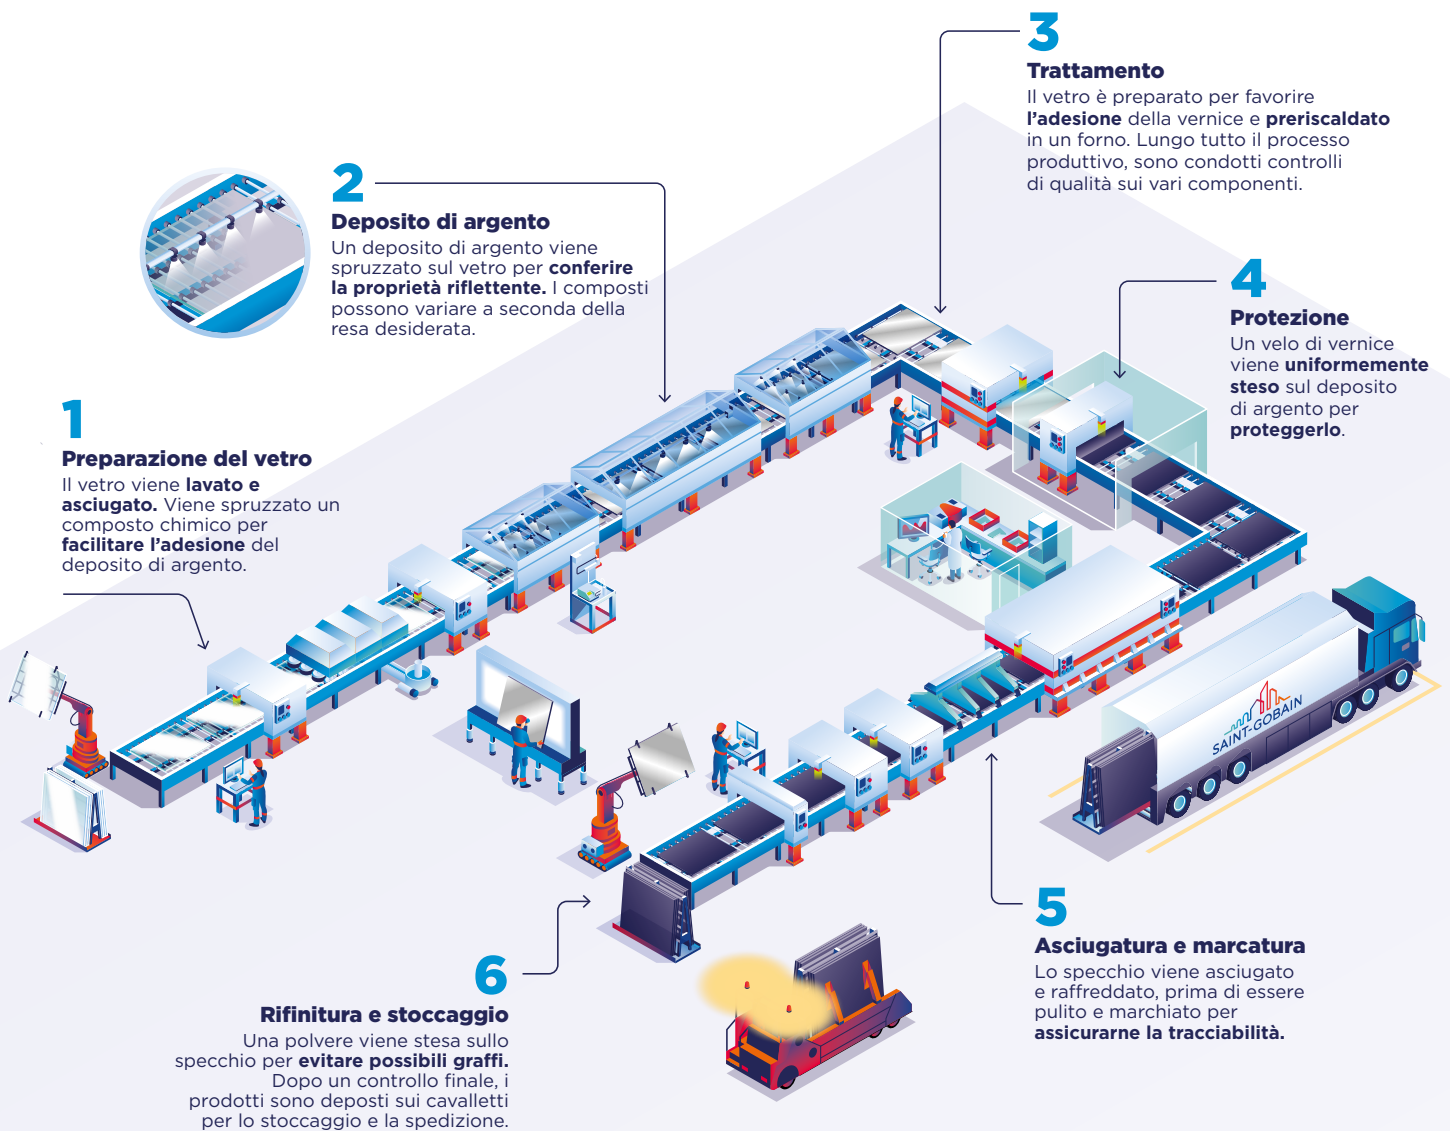 1
Preparazione del vetro
Il vetro viene lavato e
asciugato. Viene spruzzato un
composto chimico per
facilitare l'adesione del
deposito di argento.
2
Deposito di argento
Un deposito di argento viene
spruzzato sul vetro per conferire
la proprietà riflettente. I composti
possono variare a seconda della
resa desiderata.
3
Trattamento
Il vetro è preparato per favorire
l'adesione della vernice e preriscaldato
in un forno. Lungo tutto il processo
produttivo, sono condotti controlli
di qualità sui vari componenti.
4
Protezione
Un velo di vernice
viene uniformemente
steso sul deposito
di argento per
proteggerlo.
SAINT-GOBAIN
5
Asciugatura e marcatura
Lo specchio viene asciugato
e raffreddato, prima di essere
pulito e marchiato per
assicurarne la tracciabilità.
6
Rifinitura e stoccaggio
Una polvere viene stesa sullo
specchio per evitare possibili graffi.
Dopo un controllo finale, i
prodotti sono deposti sui cavalletti
per lo stoccaggio e la spedizione.